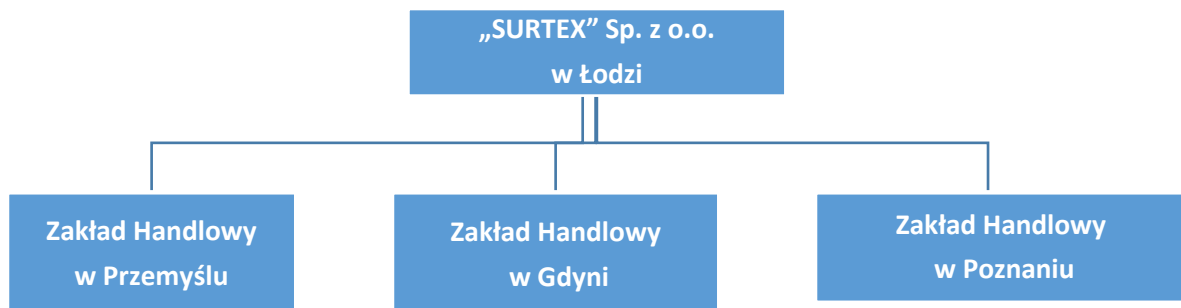 „SURTEX” Sp. z o.o.
w Łodzi
Zakład Handlowy
w Przemyślu
Zakład Handlowy
w Gdyni
Zakład Handlowy
w Poznaniu